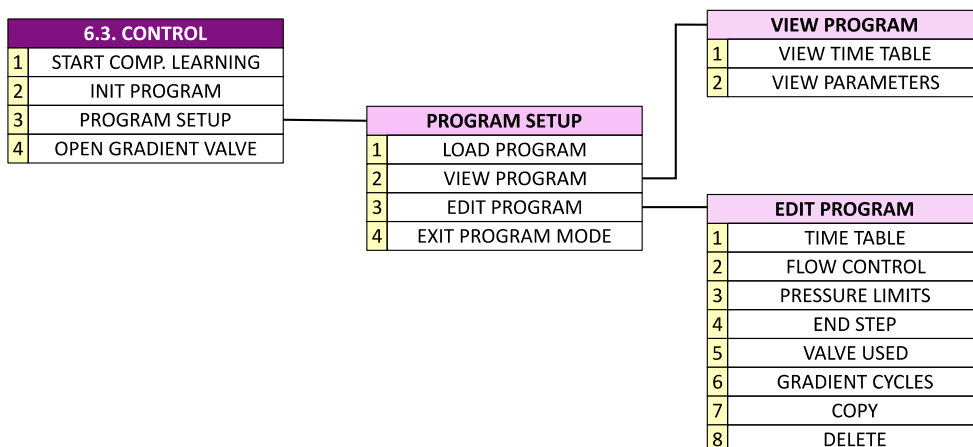 6.3. CONTROL
1 START COMP. LEARNING
2 INIT PROGRAM
3 PROGRAM SETUP
4 OPEN GRADIENT VALVE
PROGRAM SETUP
1 LOAD PROGRAM
2 VIEW PROGRAM
3 EDIT PROGRAM
4 EXIT PROGRAM MODE
VIEW PROGRAM
1 VIEW TIME TABLE
2 VIEW PARAMETERS
EDIT PROGRAM
1 TIME TABLE
2 FLOW CONTROL
3 PRESSURE LIMITS
4 END STEP
5 VALVE USED
6 GRADIENT CYCLES
7 COPY
8 DELETE